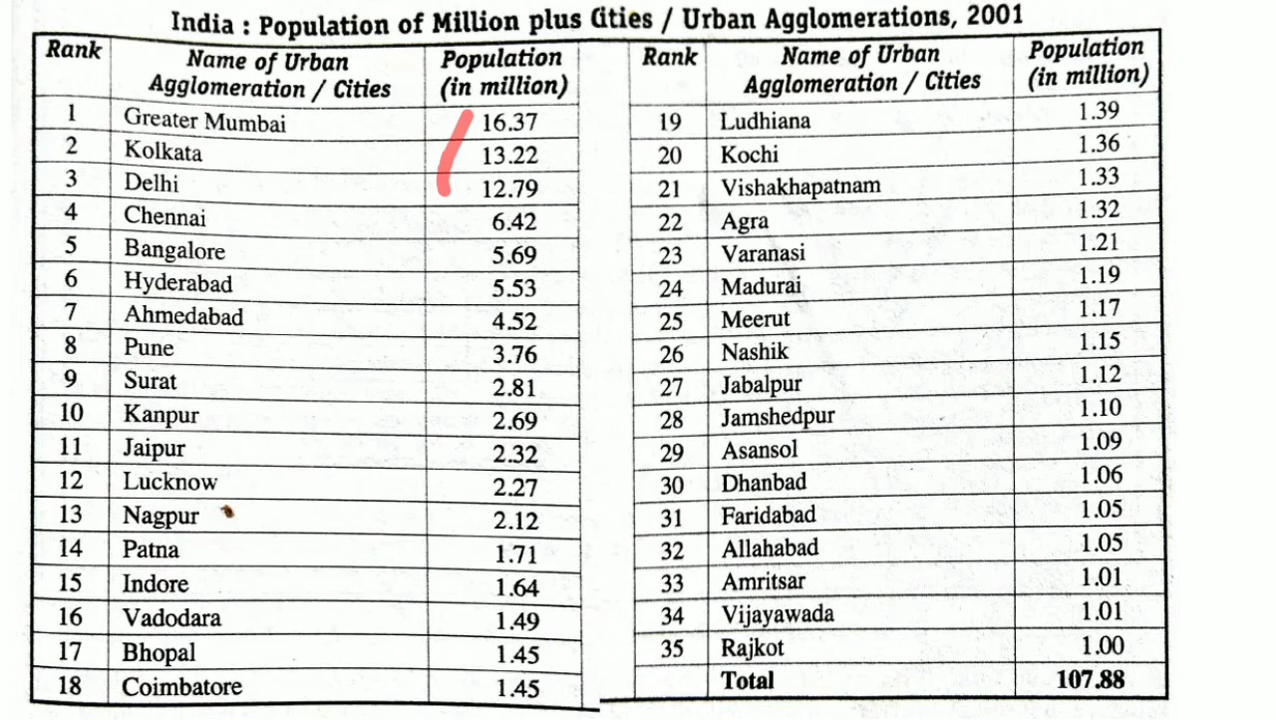 India : Population of Million plus Cities / Urban Agglomerations, 2001
Rank Name of Urban Agglomeration / Cities Population (in million)
1 Greater Mumbai 16.37
2 Kolkata 13.22
3 Delhi 12.79
4 Chennai 6.42
5 Bangalore 5.69
6 Hyderabad 5.53
7 Ahmedabad 4.52
8 Pune 3.76
9 Surat 2.81
10 Kanpur 2.69
11 Jaipur 2.32
12 Lucknow 2.27
13 Nagpur 2.12
14 Patna 1.71
15 Indore 1.64
16 Vadodara 1.49
17 Bhopal 1.45
18 Coimbatore 1.45
Rank Name of Urban Agglomeration / Cities Population (in million)
19 Ludhiana 1.39
20 Kochi 1.36
21 Vishakhapatnam 1.33
22 Agra 1.32
23 Varanasi 1.21
24 Madurai 1.19
25 Meerut 1.17
26 Nashik 1.15
27 Jabalpur 1.12
28 Jamshedpur 1.10
29 Asansol 1.09
30 Dhanbad 1.06
31 Faridabad 1.05
32 Allahabad 1.05
33 Amritsar 1.01
34 Vijayawada 1.01
35 Rajkot 1.00
Total 107.88